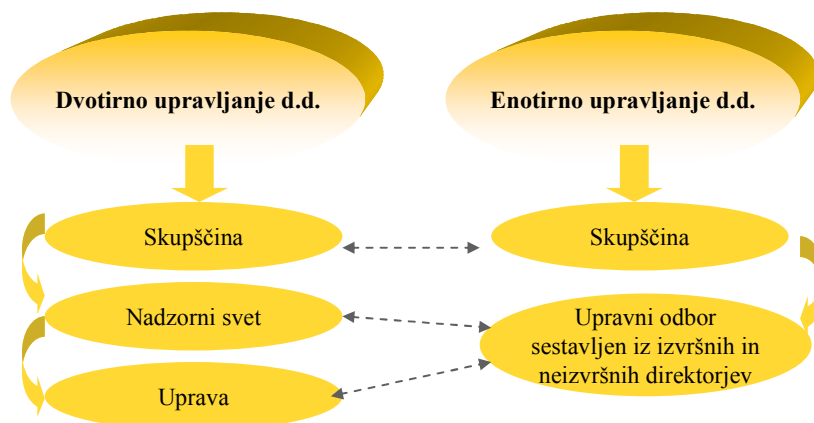 Dvotirno upravljanje d.d.
Enotirno upravljanje d.d.
Skupščina
Skupščina
Nadzorni svet
Upravni odbor
sestavljen iz izvršnih in
neizvršnih direktorjev
Uprava